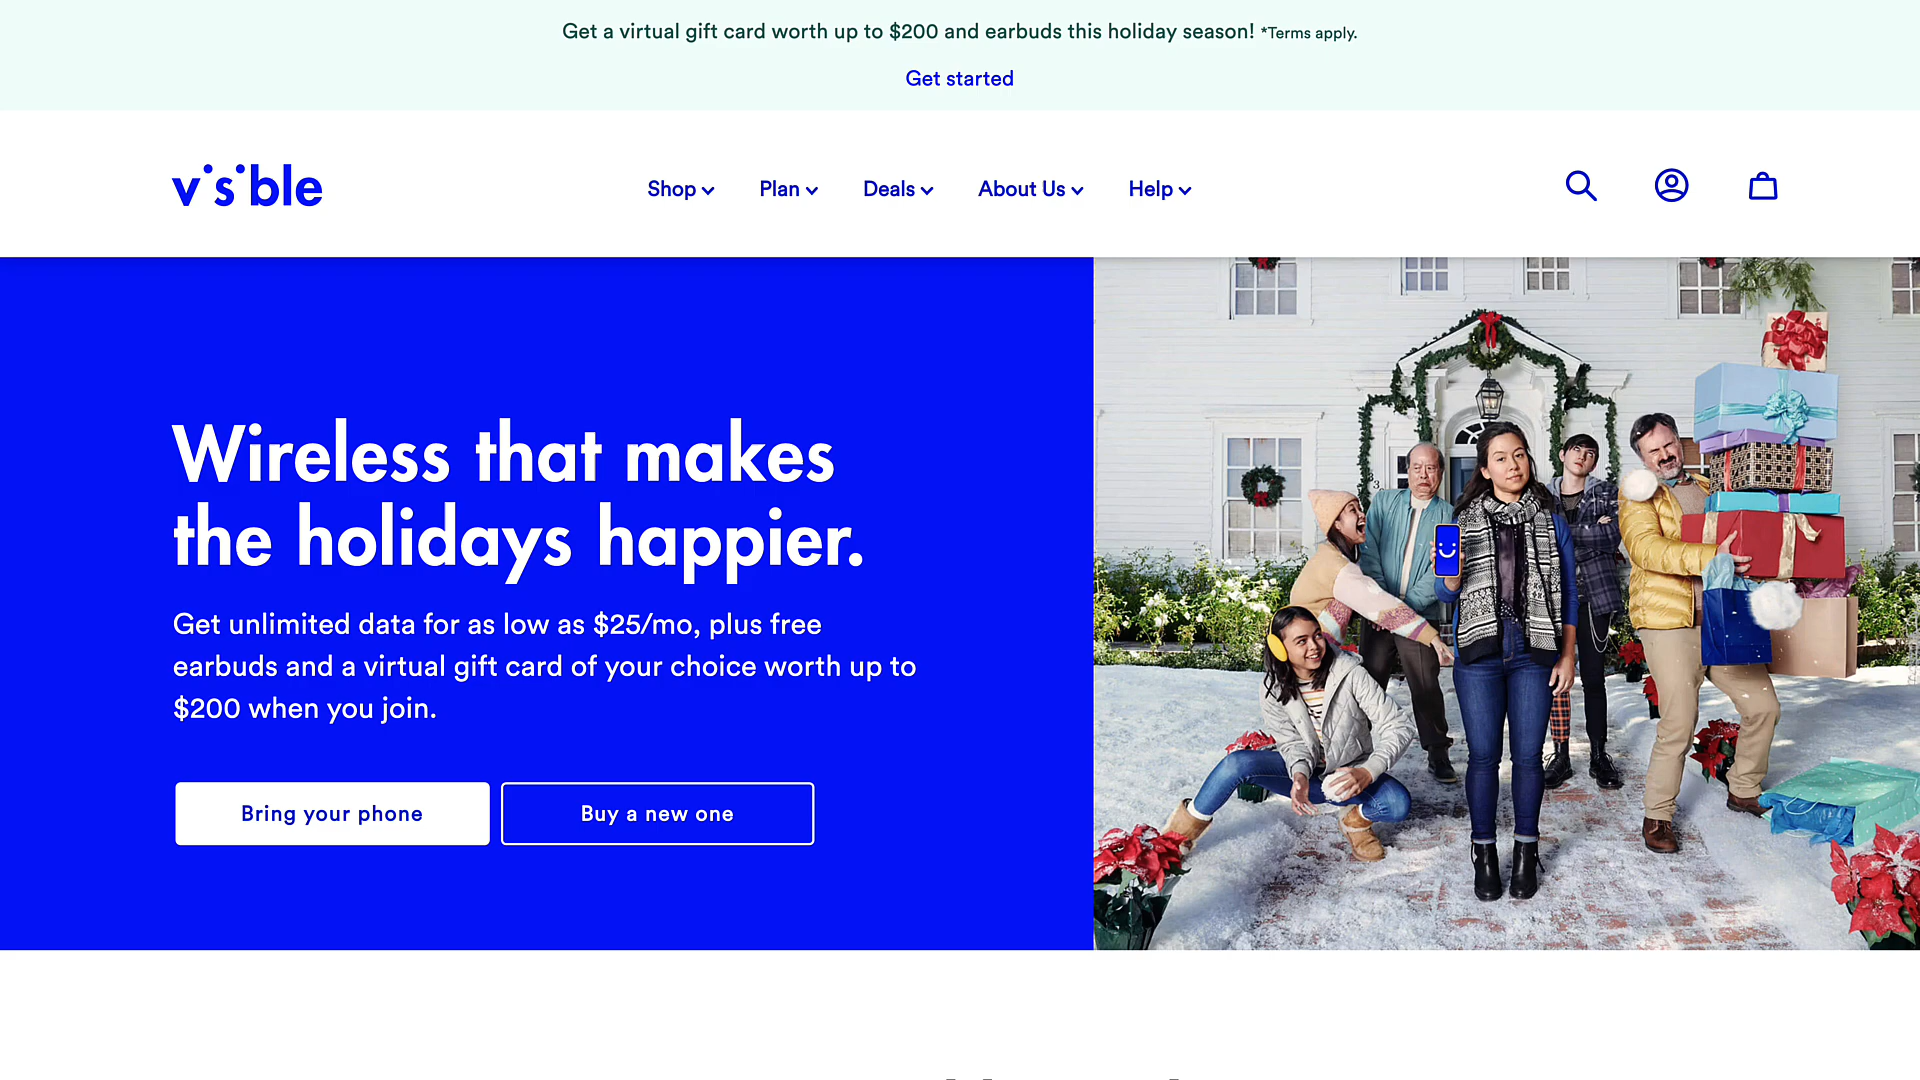 Get a virtual gift card worth up to $200 and earbuds this holiday season! *Terms apply.
Get started
visible
Shop
Plan
Deals
About Us
Help
Wireless that makes
the holidays happier.
Get unlimited data for as low as $25/mo, plus free
earbuds and a virtual gift card of your choice worth up to
$200 when you join.
Bring your phone
Buy a new one